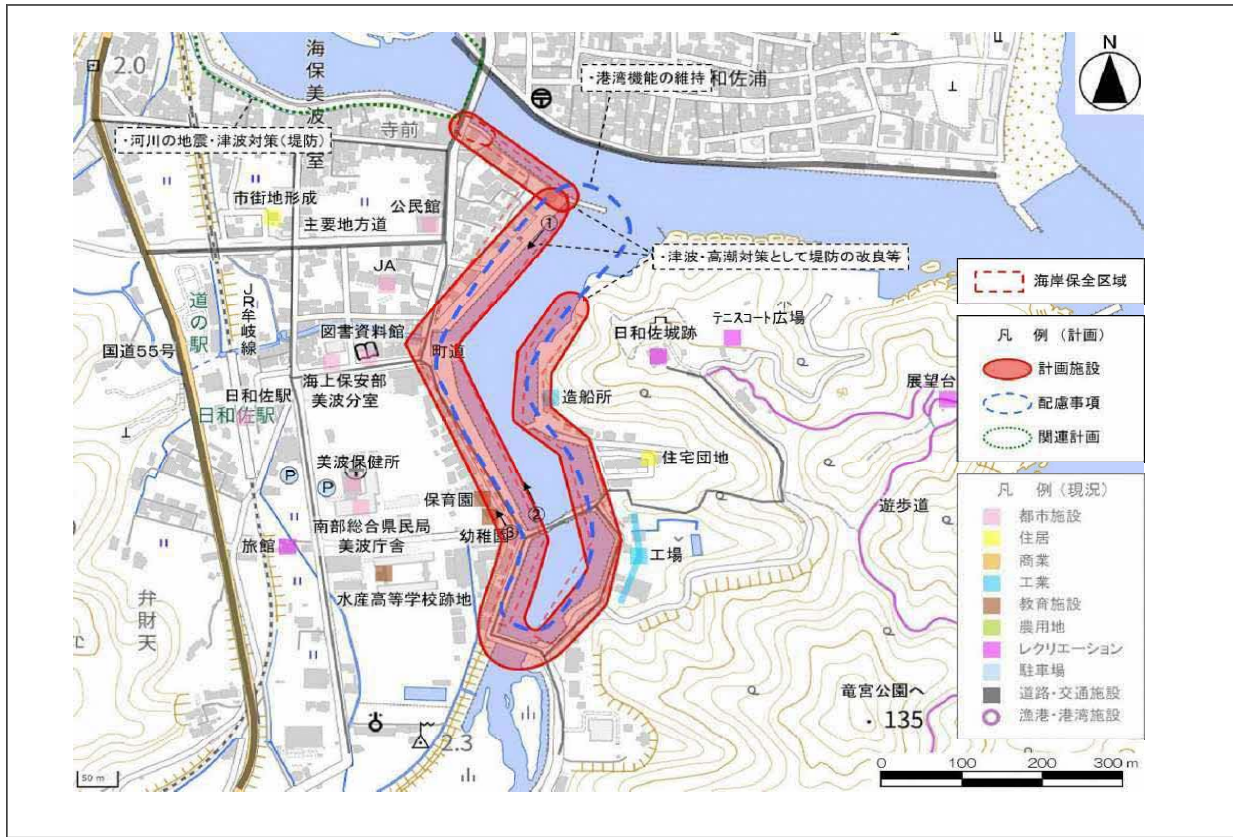 海保美波
室
2.0
・港湾機能の維持
和佐浦
N
寺前
・河川の地震・津波対策(堤防)
市街地形成
公民館
主要地方道
①
・津波・高潮対策として堤防の改良等
海岸保全区域
JA
道の駅
JR牟岐線
国道55号
図書資料館
町道
日和佐城跡
テニスコート広場
凡 例 (計画)
計画施設
配慮事項
関連計画
海上保安部
美波分室
日和佐駅
日和佐駅
造船所
展望台
美波保健所
P
P
保育園
②
③
幼稚園
住宅団地
遊歩道
南部総合県民局
美波庁舎
旅館
工場
水産高等学校跡地
弁財天
凡 例 (現況)
都市施設
住居
商業
工業
教育施設
農用地
レクリエーション
駐車場
道路・交通施設
漁港・港湾施設
竜宮公園へ
・135
2.3
50 m
0 100 200 300 m